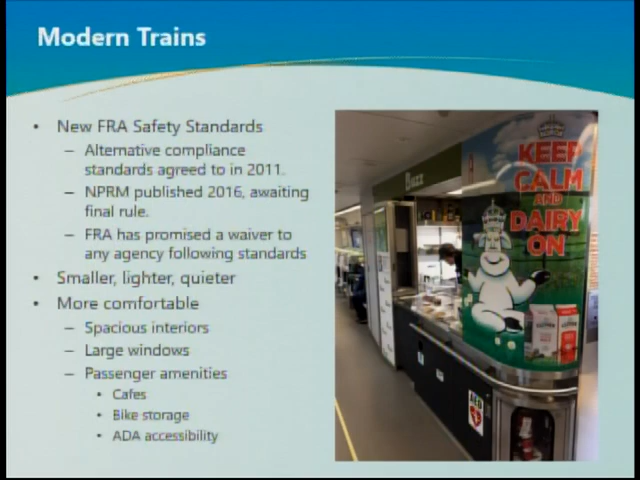 Modern Trains
• New FRA Safety Standards
– Alternative compliance
standards agreed to in 2011.
– NPRM published 2016, awaiting
final rule.
– FRA has promised a waiver to
any agency following standards
• Smaller, lighter, quieter
• More comfortable
– Spacious interiors
– Large windows
– Passenger amenities
• Cafes
• Bike storage
• ADA accessibility
Buzz
KEEP
CALM
AND
DAIRY
ON
AED